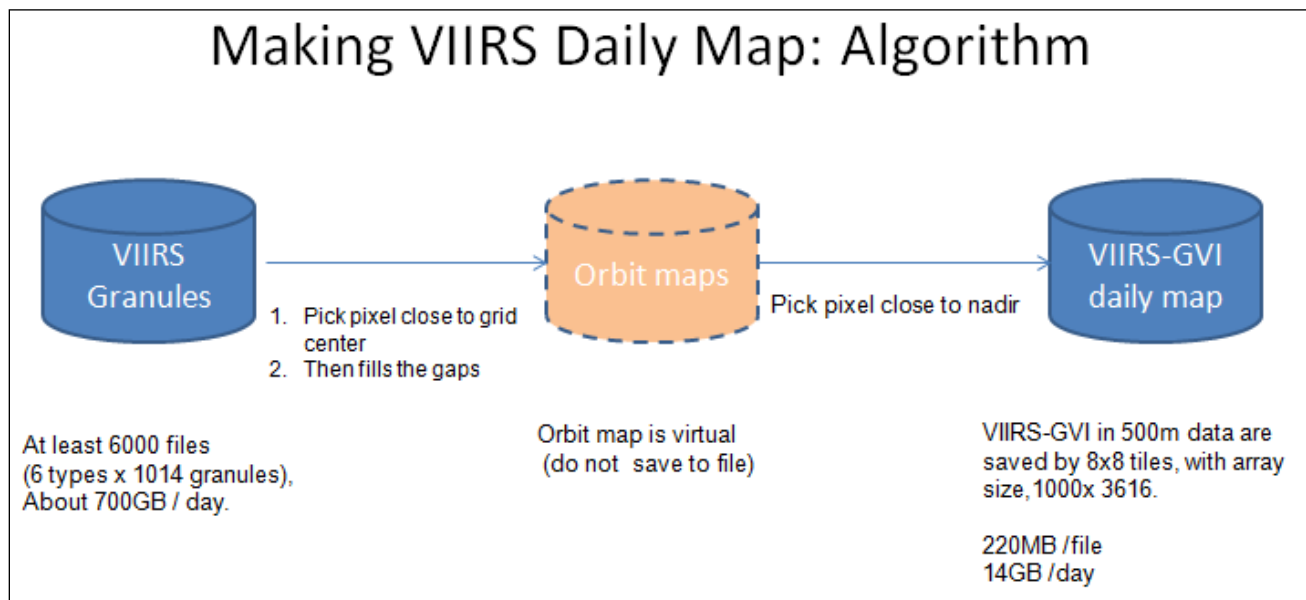 Making VIIRS Daily Map: Algorithm
VIIRS
Granules
1. Pick pixel close to grid
center
2. Then fills the gaps
Orbit maps
Pick pixel close to nadir
VIIRS-GVI
daily map
At least 6000 files
(6 types x 1014 granules),
About 700GB / day.
Orbit map is virtual
(do not save to file)
VIIRS-GVI in 500m data are
saved by 8x8 tiles, with array
size,1000x 3616.
220MB /file
14GB /day